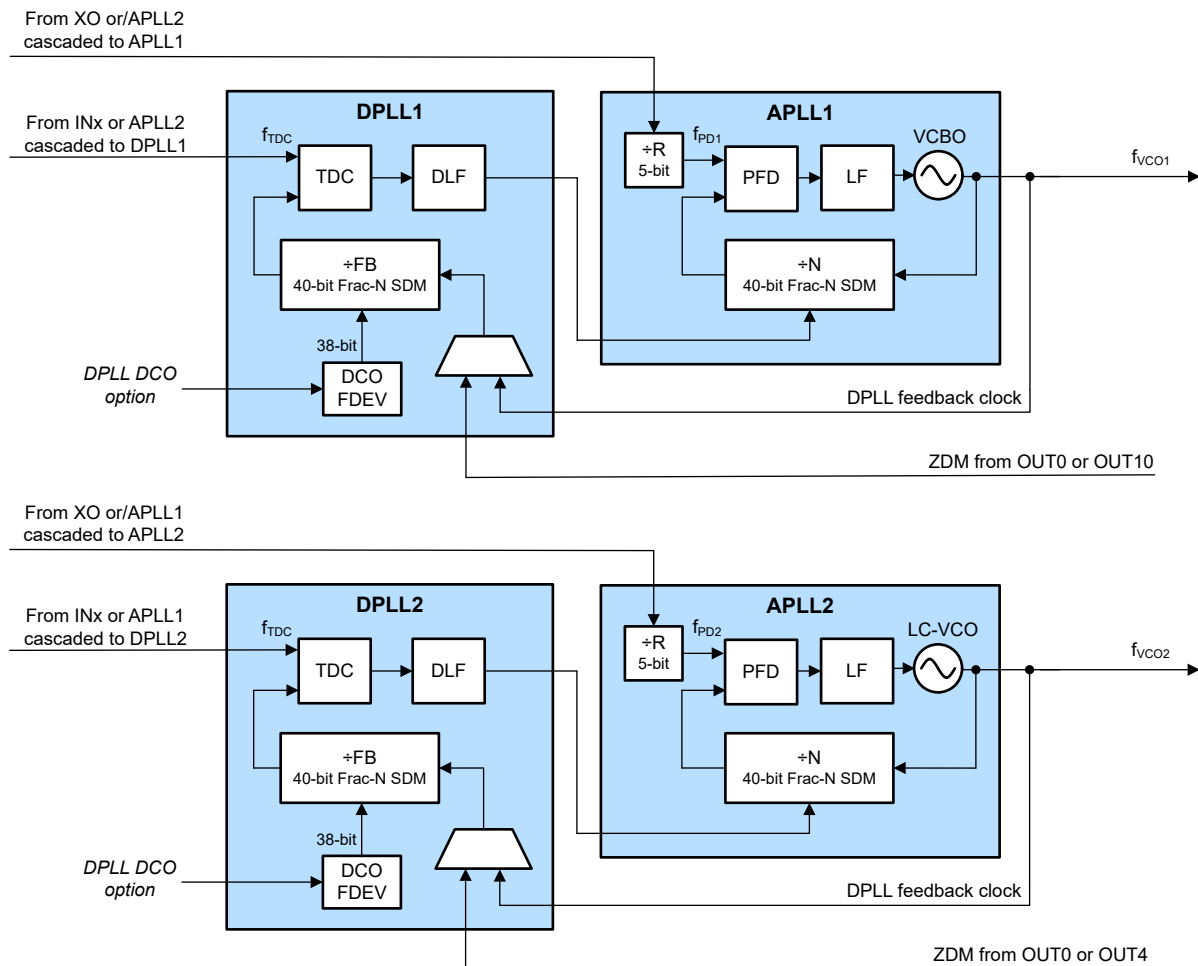 From XO or/APLL2
cascaded to APLL1
DPLL1
APLL1
From INx or APLL2
cascaded to DPLL1
fTDC
TDC
DLF
÷R
5-bit
fPD1
PFD
LF
VCBO
fVCO1
÷FB
40-bit Frac-N SDM
÷N
40-bit Frac-N SDM
38-bit
DPLL DCO
option
DCO
FDEV
DPLL feedback clock
ZDM from OUT0 or OUT10
From XO or/APLL1
cascaded to APLL2
DPLL2
APLL2
From INx or APLL1
cascaded to DPLL2
fTDC
TDC
DLF
÷R
5-bit
fPD2
PFD
LF
LC-VCO
fVCO2
÷FB
40-bit Frac-N SDM
÷N
40-bit Frac-N SDM
38-bit
DPLL DCO
option
DCO
FDEV
DPLL feedback clock
ZDM from OUT0 or OUT4